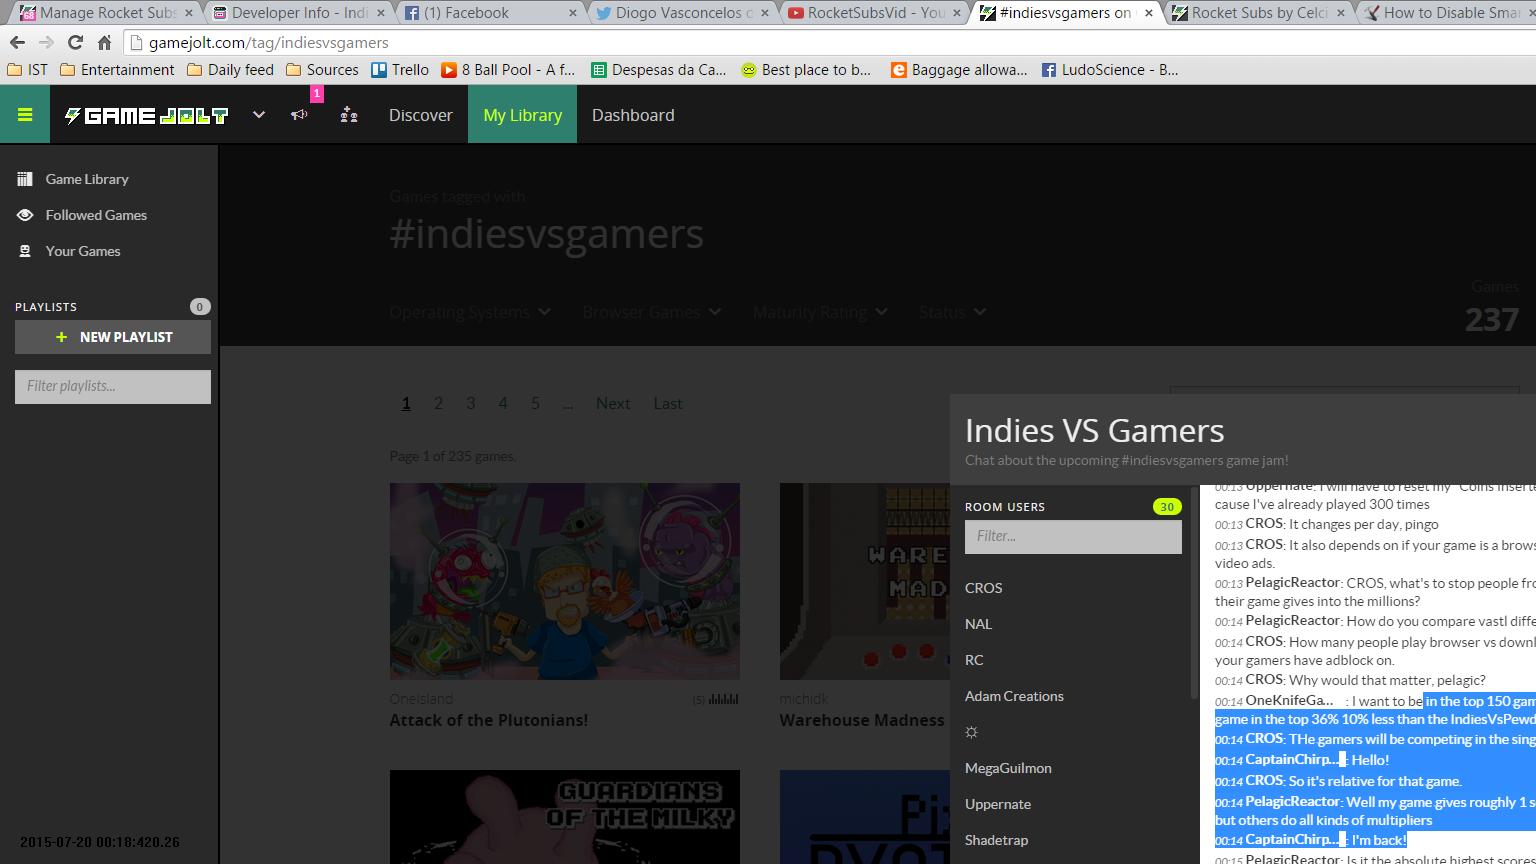 Manage Rocket Subs
Developer Info - Indi
(1) Facebook
Diogo Vasconcelos
RocketSubsVid - You
#indiesvsgamers on
Rocket Subs by Celci
How to Disable Smar
gamejolt.com/tag/indiesvsgamers
IST
Entertainment
Daily feed
Sources
Trello
8 Ball Pool - A f...
Despesas da Ca...
Best place to b...
Baggage allowa...
LudoScience - B...
GAME JOLT
1
Discover
My Library
Dashboard
Game Library
Followed Games
Your Games
PLAYLISTS
0
+ NEW PLAYLIST
Filter playlists...
Games tagged with
#indiesvsgamers
Operating Systems
Browser Games
Maturity Rating
Status
Games
237
1 2 3 4 5 ... Next Last
Page 1 of 235 games.
OneIsland
(5)
Attack of the Plutonians!
WARE
MAD
michidk
Warehouse Madness
GUARDIANS
OF THE MILKY
Indies VS Gamers
Chat about the upcoming #indiesvsgamers game jam!
ROOM USERS
30
Filter...
CROS
NAL
RC
Adam Creations
MegaGuilmon
Uppernate
Shadetrap
00:13 Uppernate: I will have to reset my "Coins Inserte
cause I've already played 300 times
00:13 CROS: It changes per day, pingo
00:13 CROS: It also depends on if your game is a brows
video ads.
00:13 PelagicReactor: CROS, what's to stop people fro
their game gives into the millions?
00:14 PelagicReactor: How do you compare vastl diffe
00:14 CROS: How many people play browser vs downl
your gamers have adblock on.
00:14 CROS: Why would that matter, pelagic?
00:14 OneKnifeGa... : I want to be in the top 150 gam
game in the top 36% 10% less than the IndiesVsPewd
00:14 CROS: THe gamers will be competing in the sing
00:14 CaptainChirp... : Hello!
00:14 CROS: So it's relative for that game.
00:14 PelagicReactor: Well my game gives roughly 1 s
but others do all kinds of multipliers
00:14 CaptainChirp... : I'm back!
00:15 PelagicReactor: Is it the absolute highest scores
2015-07-20 00:18:420.26